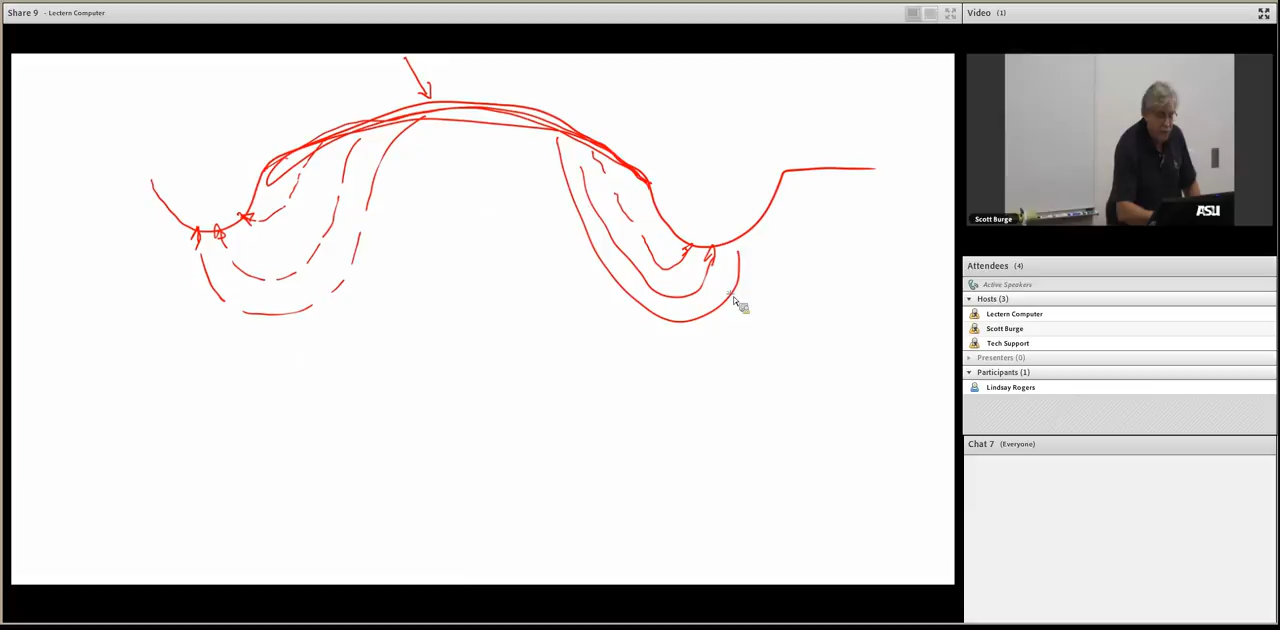 Share 9 - Lectern Computer
Video (1)
ASU
Scott Burge
Attendees (4)
Active Speakers
Hosts (3)
Lectern Computer
Scott Burge
Tech Support
Presenters (0)
Participants (1)
Lindsay Rogers
Chat 7 (Everyone)